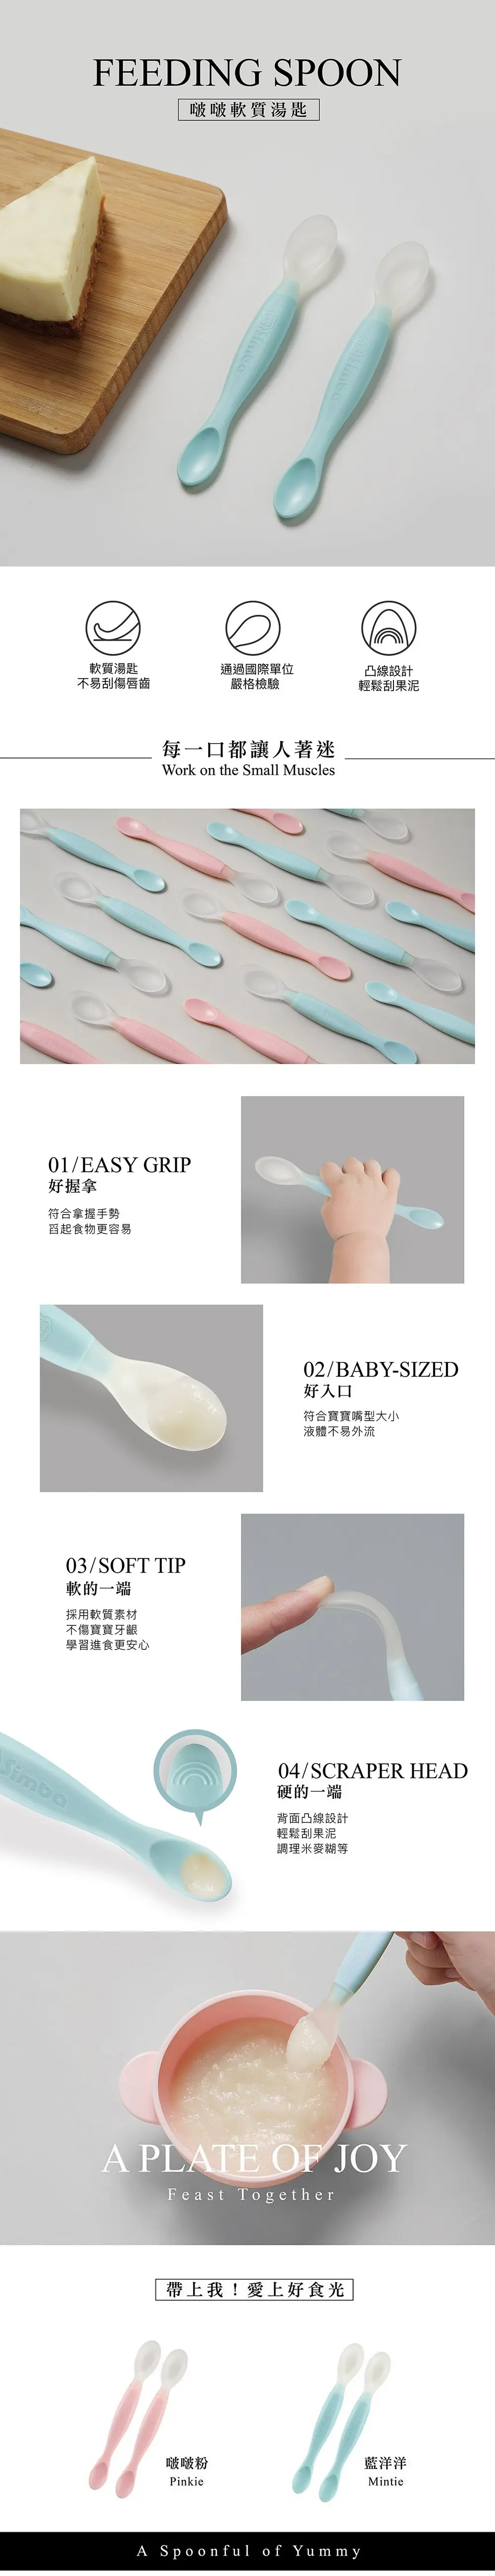 FEEDING SPOON
啵啵軟質湯匙
軟質湯匙
不易刮傷唇齒
通過國際單位
嚴格檢驗
凸線設計
輕鬆刮果泥
每一口都讓人著迷
Work on the Small Muscles
01/EASY GRIP
好握拿
符合拿握手勢
舀起食物更容易
02/BABY-SIZED
好入口
符合寶寶嘴型大小
液體不易外流
03/SOFT TIP
軟的一端
採用軟質素材
不傷寶寶牙齦
學習進食更安心
04/SCRAPER HEAD
硬的一端
背面凸線設計
輕鬆刮果泥
調理米麥糊等
A PLATE OF JOY
Feast Together
帶上我！愛上好食光
啵啵粉
Pinkie
藍洋洋
Mintie
A Spoonful of Yummy